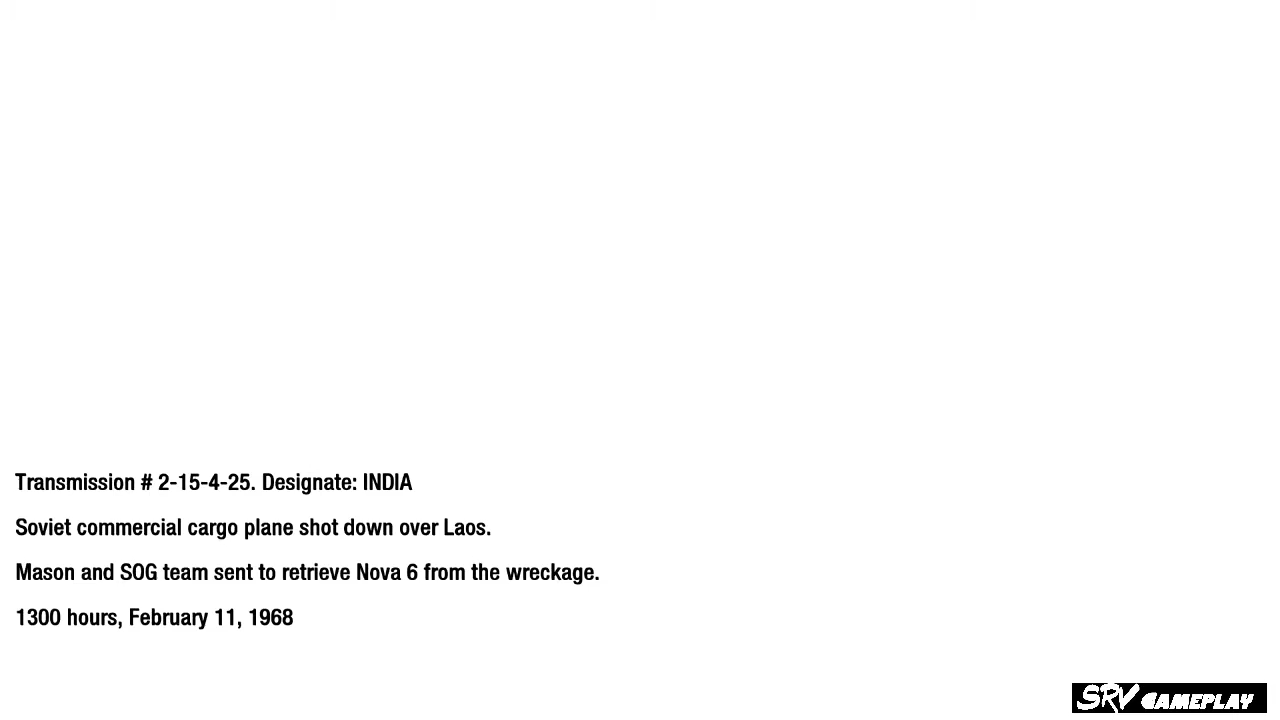 Transmission # 2-15-4-25. Designate: INDIA
Soviet commercial cargo plane shot down over Laos.
Mason and SOG team sent to retrieve Nova 6 from the wreckage.
1300 hours, February 11, 1968
SRV GAMEPLAY